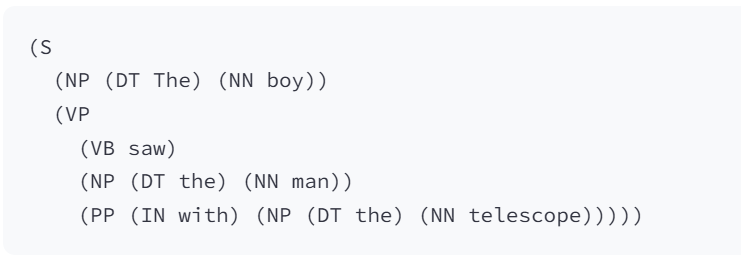 (S
(NP (DT The) (NN boy))
(VP
(VB saw)
(NP (DT the) (NN man))
(PP (IN with) (NP (DT the) (NN telescope)))))